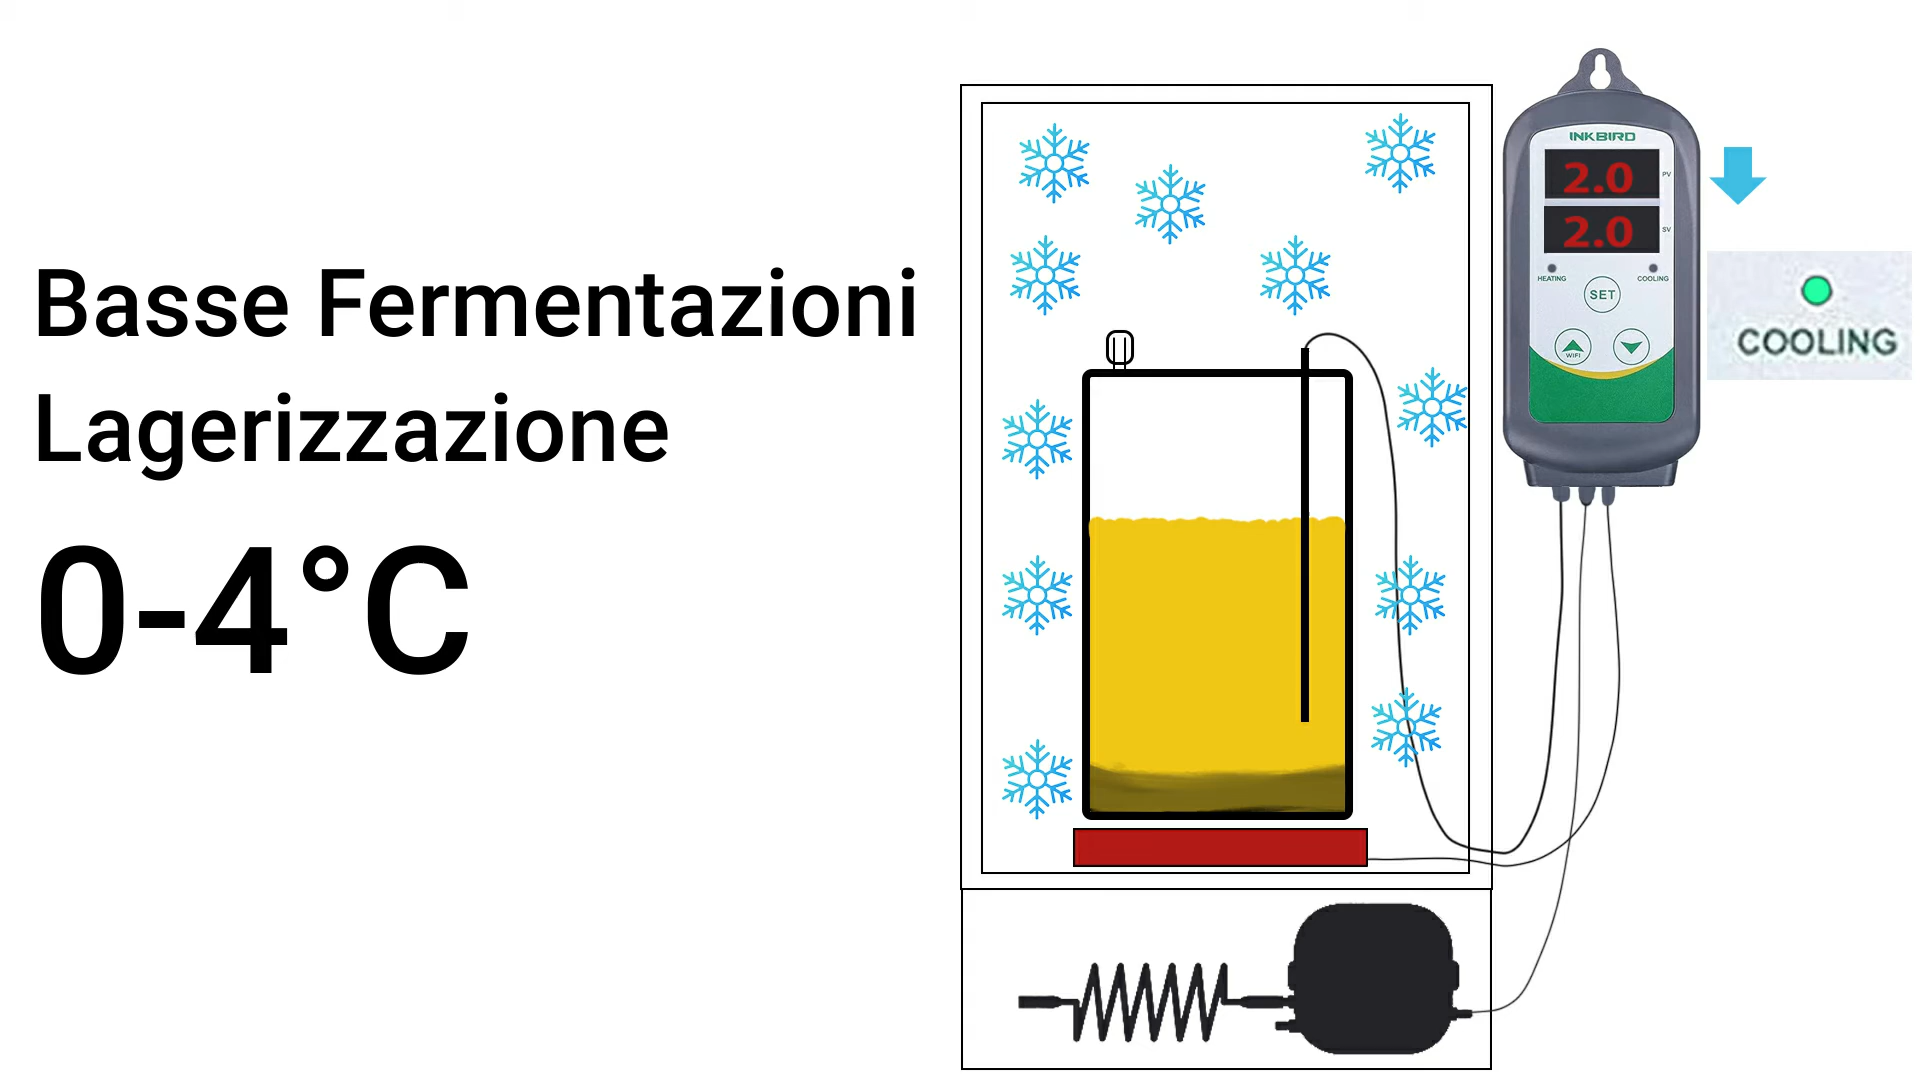 Basse Fermentazioni
Lagerizzazione
0-4°C
INKBIRD
2.0 PV
2.0 SV
HEATING
COOLING
SET
WIFI
COOLING